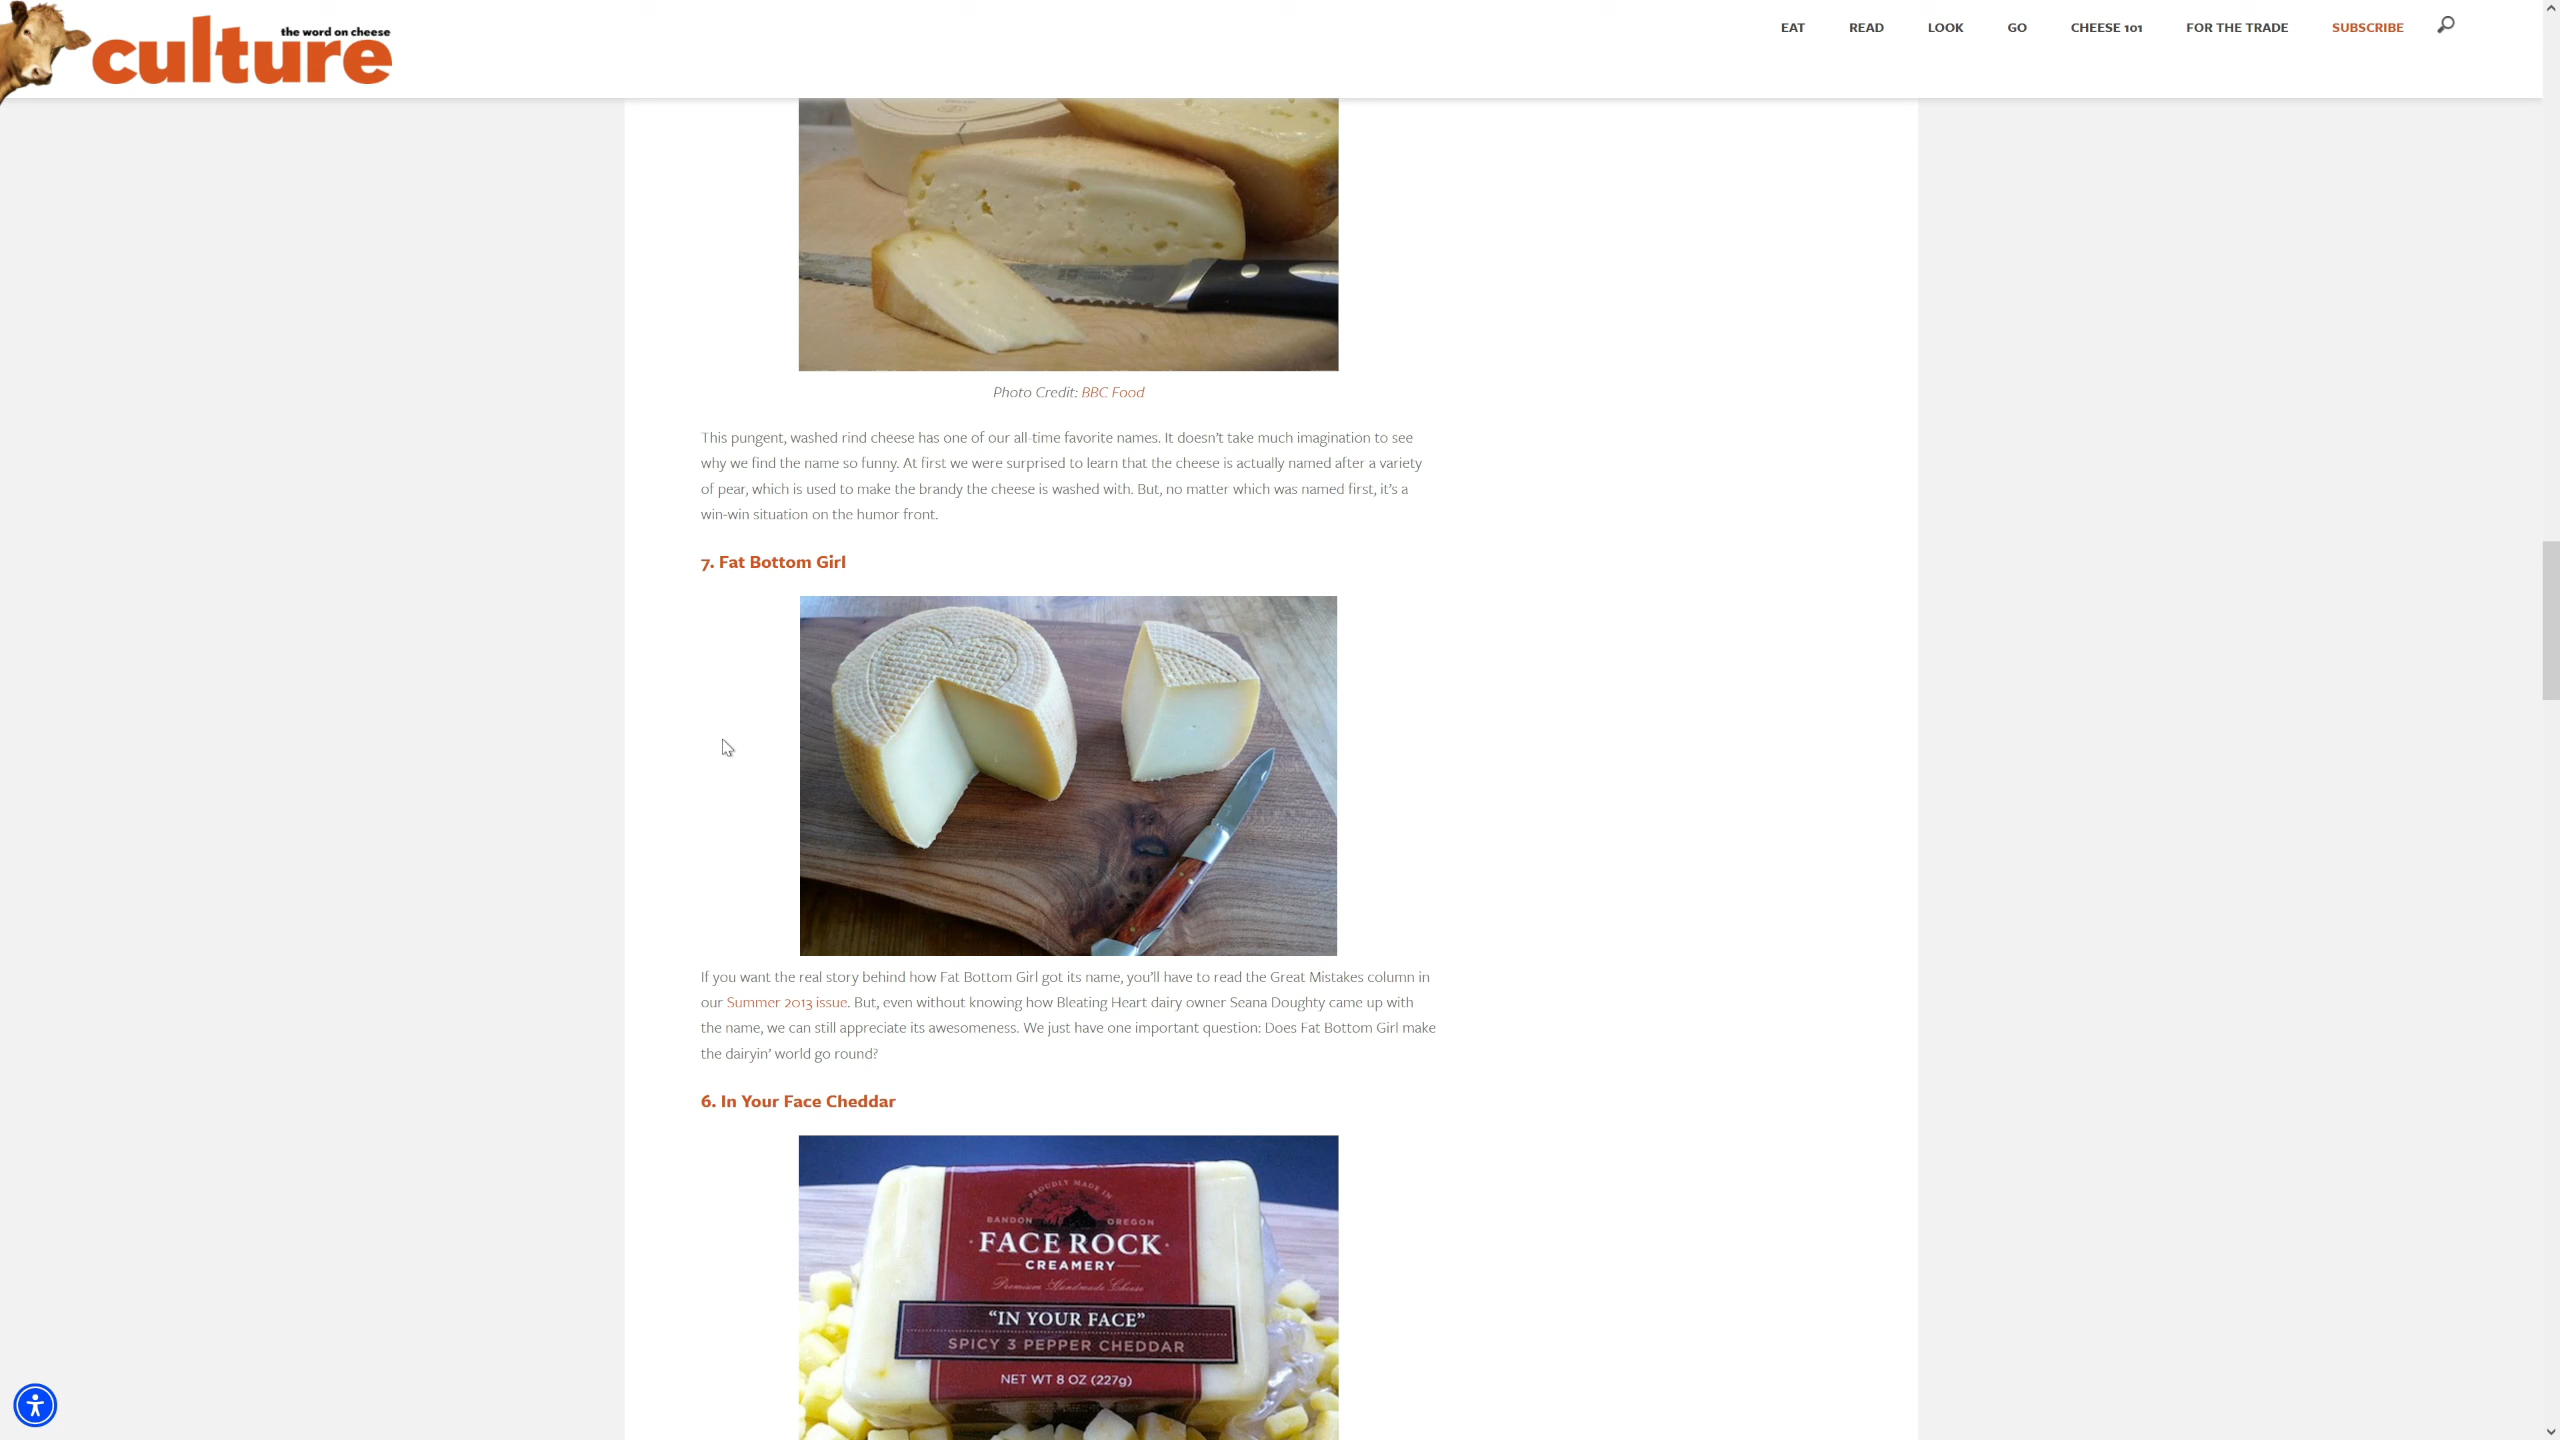 the word on cheese
culture
EAT READ LOOK GO CHEESE 101 FOR THE TRADE SUBSCRIBE
Photo Credit: BBC Food
This pungent, washed rind cheese has one of our all-time favorite names. It doesn't take much imagination to see
why we find the name so funny. At first we were surprised to learn that the cheese is actually named after a variety
of pear, which is used to make the brandy the cheese is washed with. But, no matter which was named first, it's a
win-win situation on the humor front.
7. Fat Bottom Girl
If you want the real story behind how Fat Bottom Girl got its name, you'll have to read the Great Mistakes column in
our Summer 2013 issue. But, even without knowing how Bleating Heart dairy owner Seana Doughty came up with
the name, we can still appreciate its awesomeness. We just have one important question: Does Fat Bottom Girl make
the dairyin' world go round?
6. In Your Face Cheddar
PROUDLY MADE IN
BANDON OREGON
FACE ROCK
CREAMERY
Premium Handmade Cheese
"IN YOUR FACE"
SPICY 3 PEPPER CHEDDAR
NET WT 8 OZ (227g)